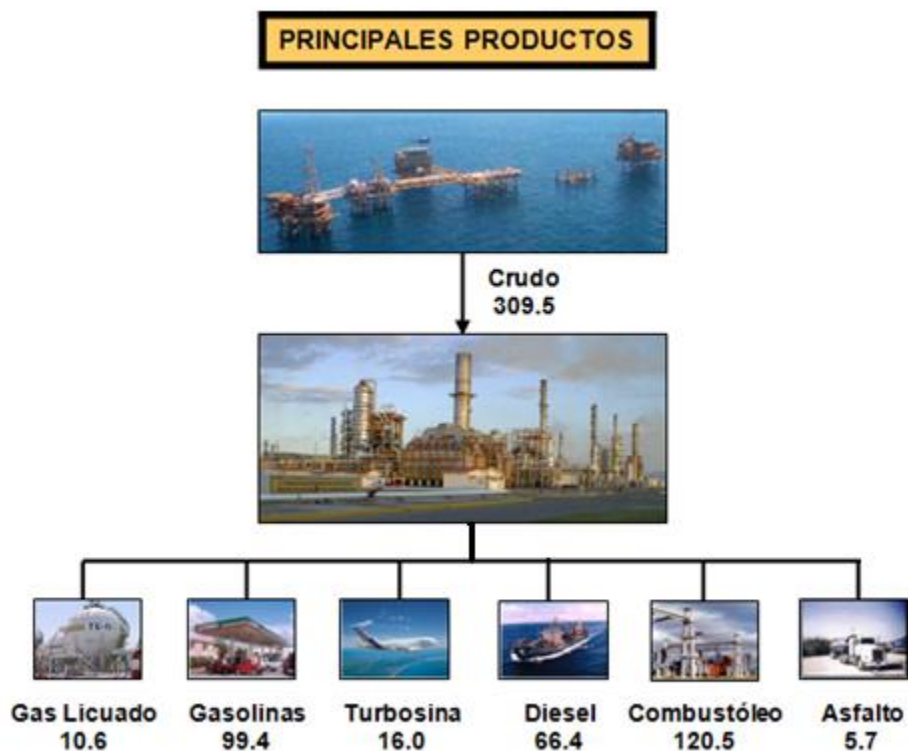 PRINCIPALES PRODUCTOS
Crudo
309.5
Gas Licuado
10.6
Gasolinas
99.4
Turbosina
16.0
Diesel
66.4
Combustóleo
120.5
Asfalto
5.7